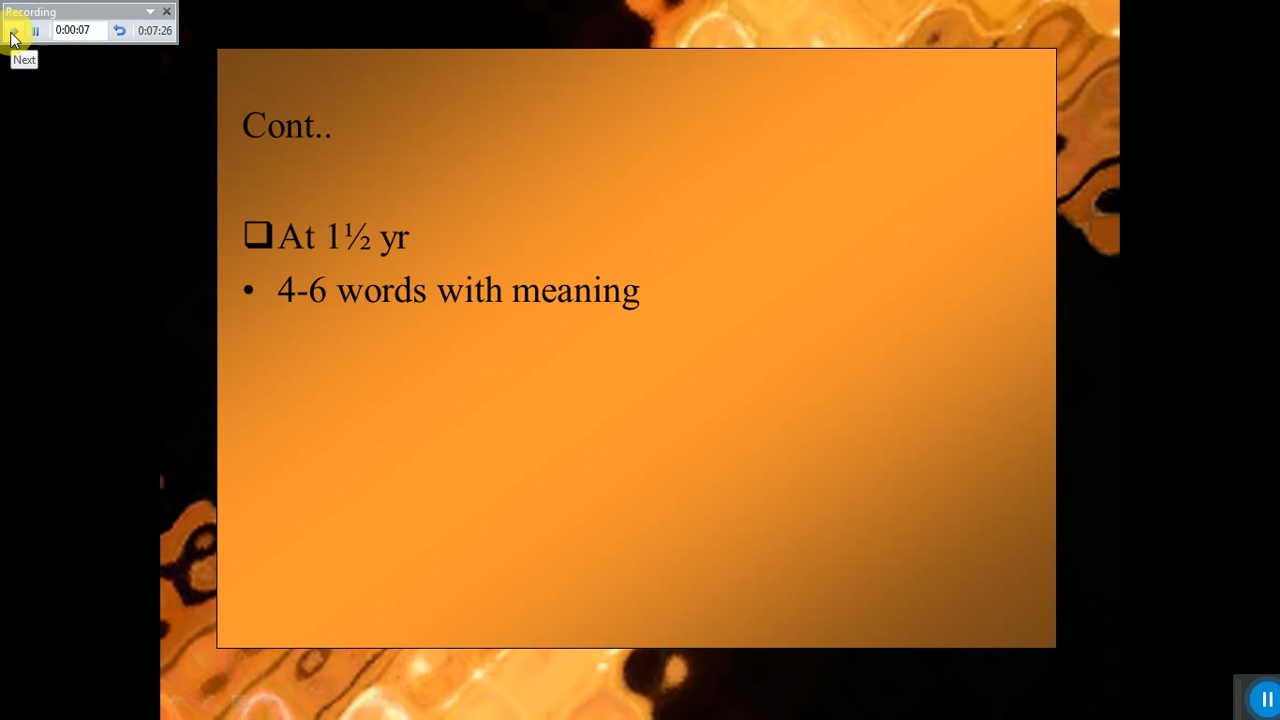 Recording
0:00:07 0:07:26
Next
Cont..
❑At 1½ yr
• 4-6 words with meaning